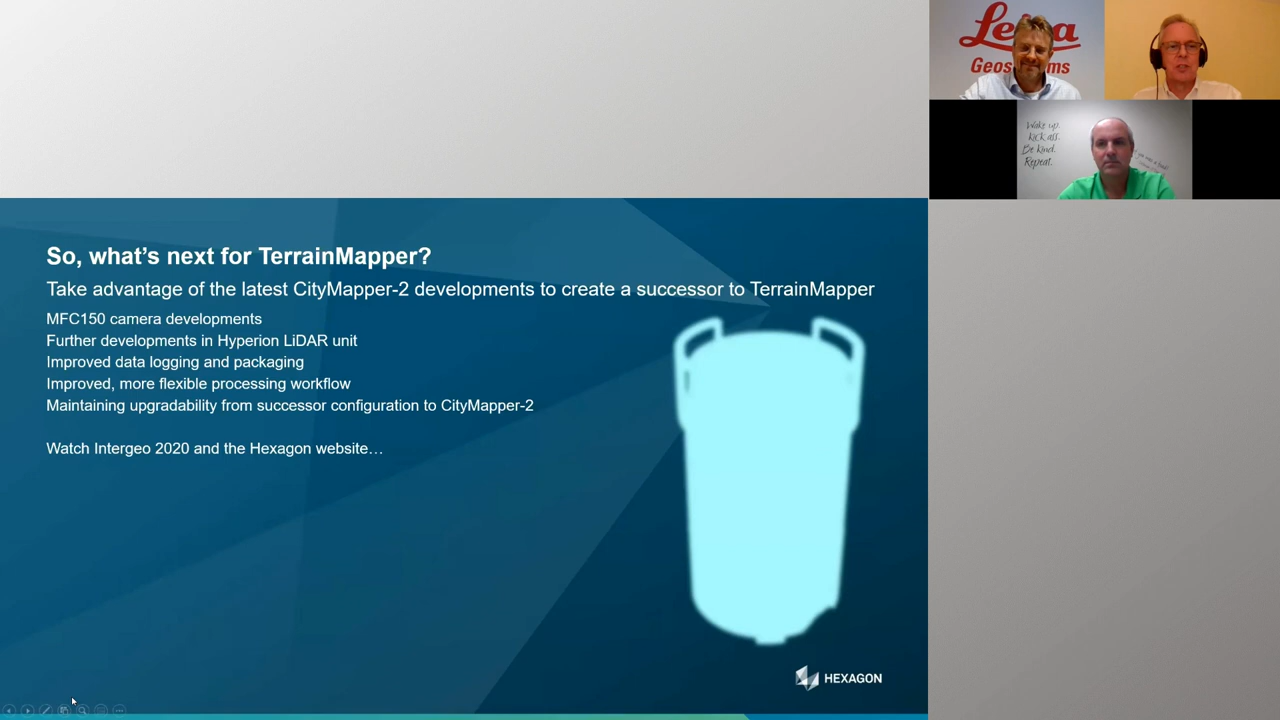 Leica
Geosystems
Wake up.
Kick ass.
Be kind.
Repeat.
So, what's next for TerrainMapper?
Take advantage of the latest CityMapper-2 developments to create a successor to TerrainMapper
MFC150 camera developments
Further developments in Hyperion LiDAR unit
Improved data logging and packaging
Improved, more flexible processing workflow
Maintaining upgradability from successor configuration to CityMapper-2
Watch Intergeo 2020 and the Hexagon website…
HEXAGON